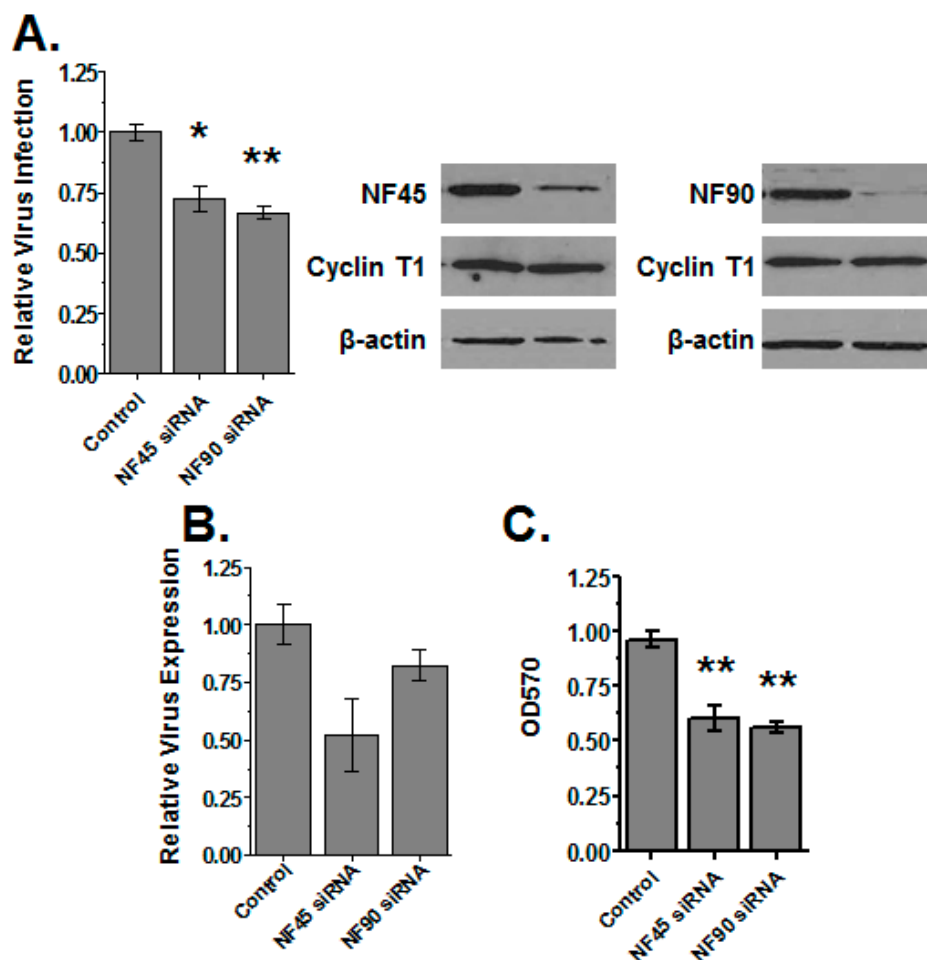 A.
Relative Virus Infection
1.25
1.00
0.75
0.50
0.25
0.00
*
**
Control
NF45 siRNA
NF90 siRNA
NF45
Cyclin T1
β-actin
NF90
Cyclin T1
β-actin
B.
Relative Virus Expression
1.25
1.00
0.75
0.50
0.25
0.00
Control
NF45 siRNA
NF90 siRNA
C.
OD570
1.25
1.00
0.75
0.50
0.25
0.00
**
**
Control
NF45 siRNA
NF90 siRNA